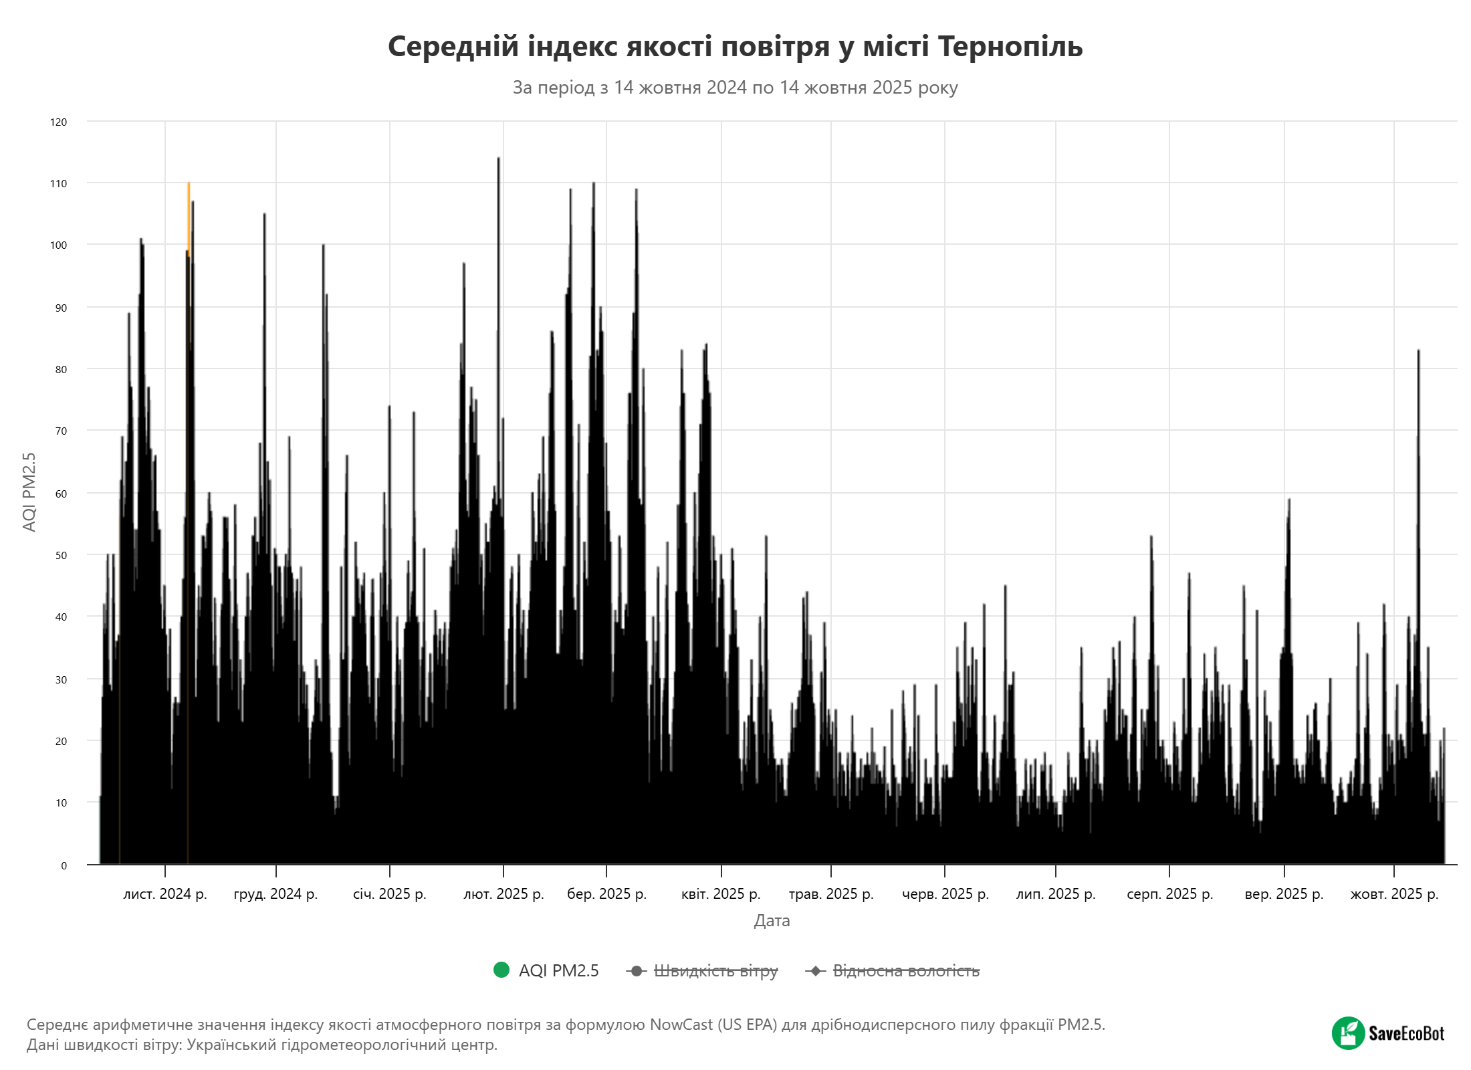 Середній індекс якості повітря у місті Тернопіль
За період з 14 жовтня 2024 по 14 жовтня 2025 року
120
110
100
90
80
70
60
50
40
30
20
10
0
AQI PM2.5
лист. 2024 р. груд. 2024 р. січ. 2025 р. лют. 2025 р. бер. 2025 р. квіт. 2025 р. трав. 2025 р. черв. 2025 р. лип. 2025 р. серп. 2025 р. вер. 2025 р. жовт. 2025 р.
Дата
AQI PM2.5 Швидкість вітру Відносна вологість
Середнє арифметичне значення індексу якості атмосферного повітря за формулою NowCast (US EPA) для дрібнодисперсного пилу фракції PM2.5.
Дані швидкості вітру: Український гідрометеорологічний центр.
SaveEcoBot